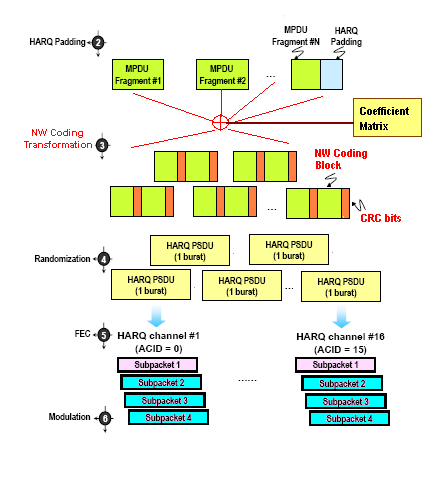 MPDU
Fragment #N
HARQ
Padding
HARQ Padding
2
MPDU
Fragment #1
MPDU
Fragment #2
...
Coefficient
Matrix
NW Coding
Transformation
3
NW Coding
Block
...
CRC bits
Randomization
4
HARQ PSDU
(1 burst)
HARQ PSDU
(1 burst)
HARQ PSDU
(1 burst)
HARQ PSDU
(1 burst)
...
HARQ PSDU
(1 burst)
FEC
5
HARQ channel #1
(ACID = 0)
HARQ channel #16
(ACID = 15)
Subpacket 1
Subpacket 2
Subpacket 3
Subpacket 4
......
Subpacket 1
Subpacket 2
Subpacket 3
Subpacket 4
Modulation
6